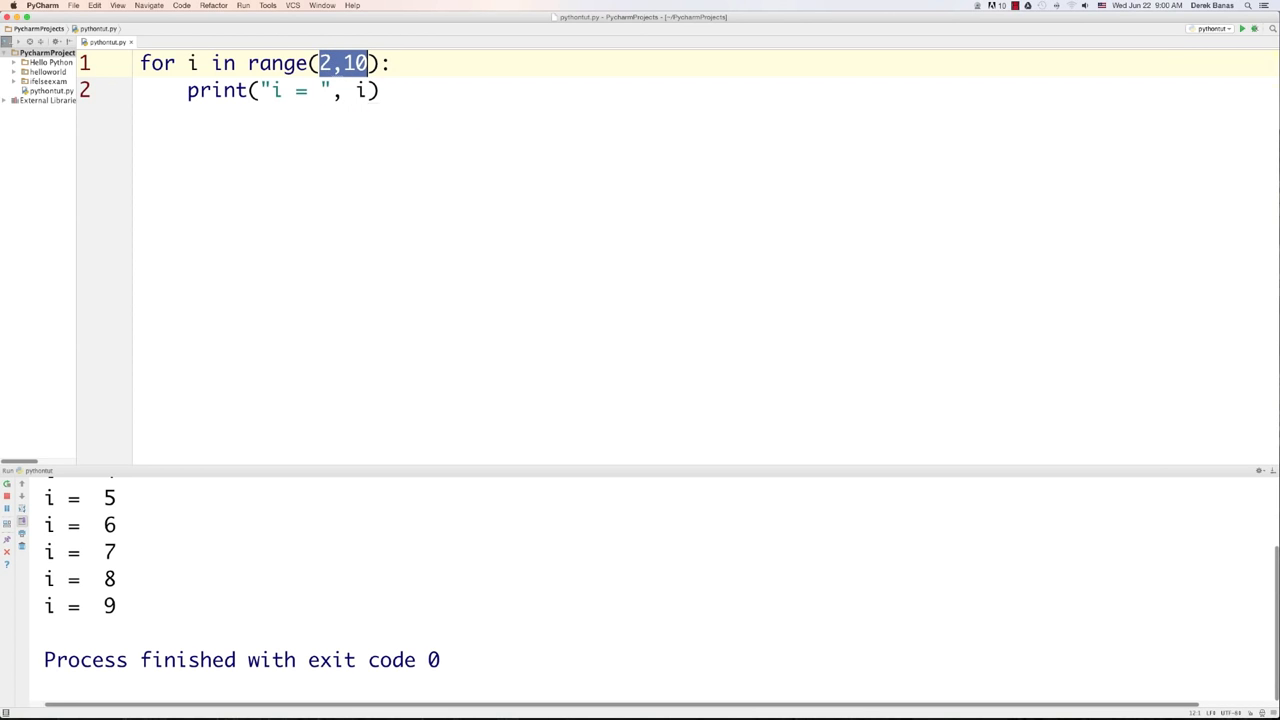 PyCharm File Edit View Navigate Code Refactor Run Tools VCS Window Help
10
Wed Jun 22 9:00 AM Derek Banas
pythontut.py - PycharmProjects - [~/PycharmProjects]
PycharmProjects pythontut.py
pythontut
pythontut.py
PycharmProject
Hello Python
helloworld
ifelseexam
pythontut.py
External Librarie
1 for i in range(2,10):
2 print("i = ", i)
Run pythontut
i = 5
i = 6
i = 7
i = 8
i = 9
Process finished with exit code 0
12:1 LF UTF-8